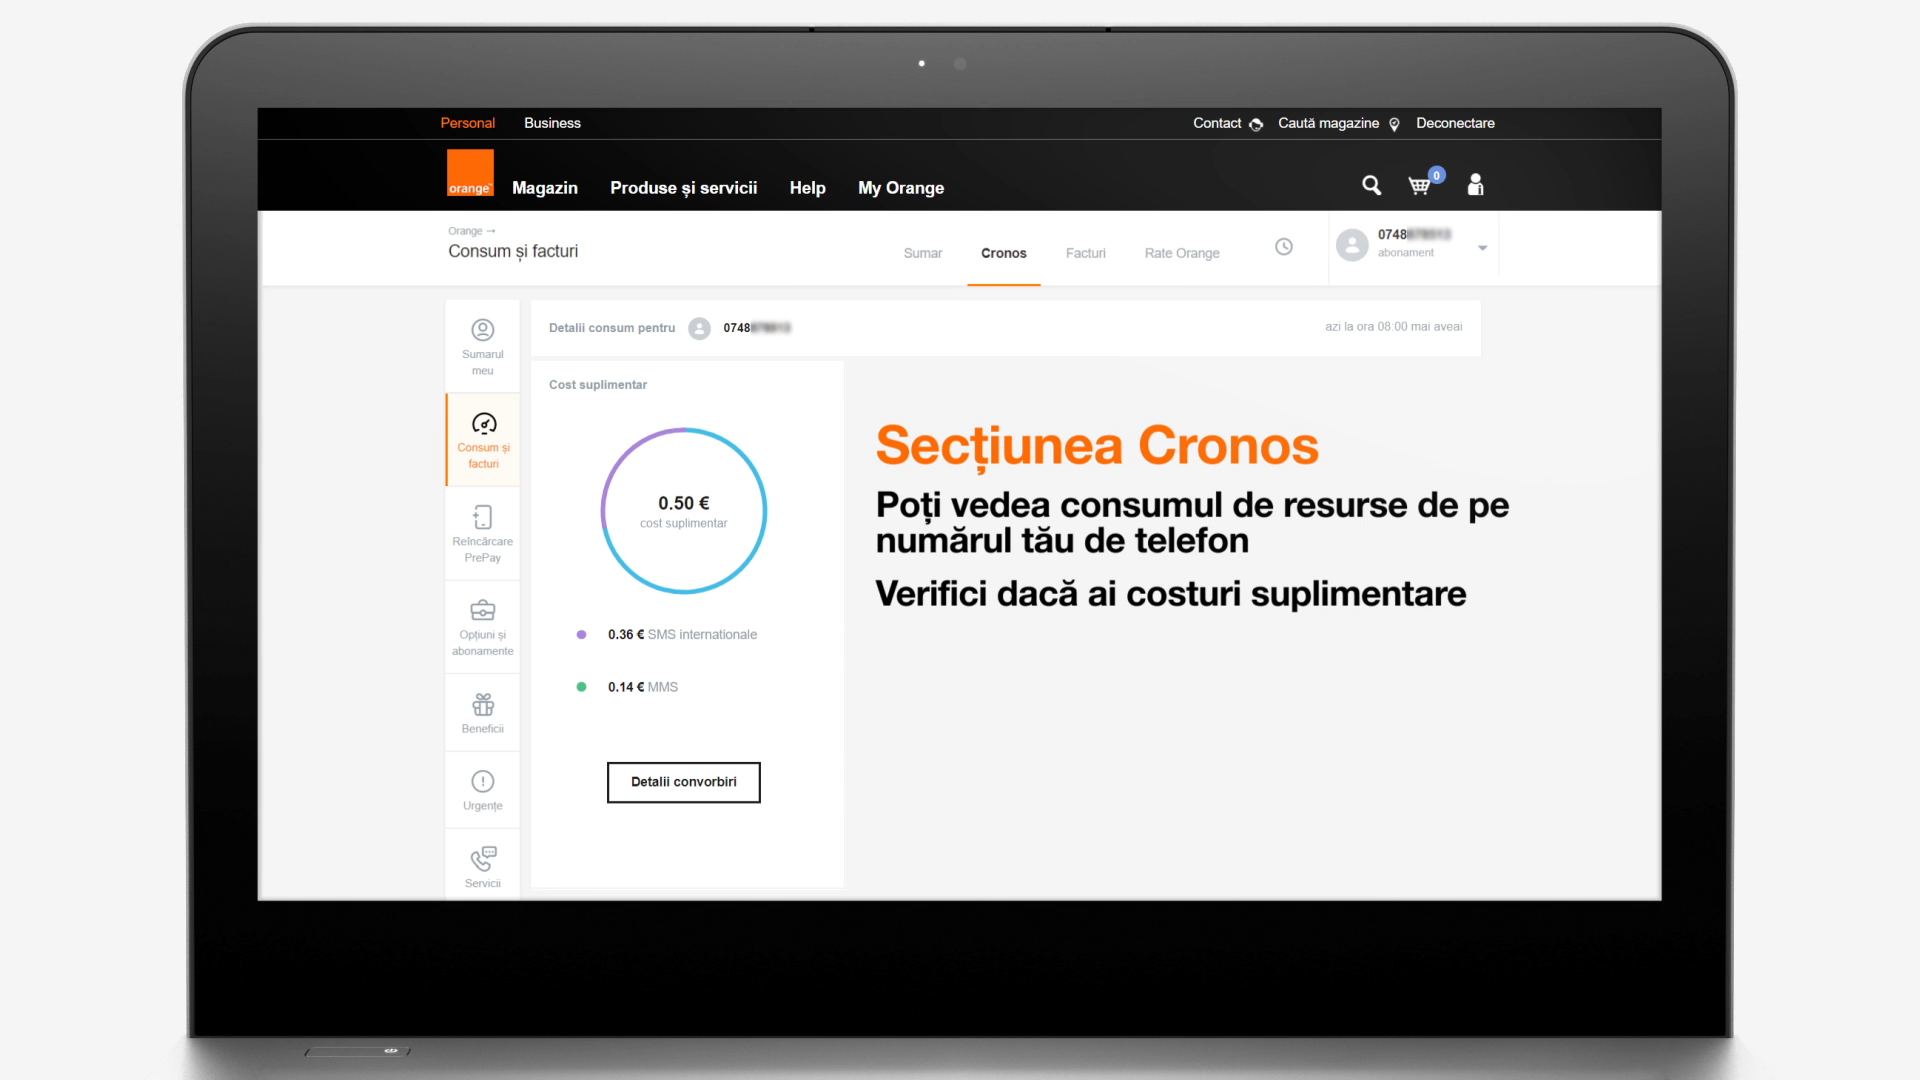 Personal Business Contact Caută magazine Deconectare
orange Magazin Produse și servicii Help My Orange 0
Orange →
Consum și facturi
Sumar Cronos Facturi Rate Orange
0748
abonament
Sumarul
meu
Consum și
facturi
Reîncărcare
PrePay
Opțiuni și
abonamente
Beneficii
Urgențe
Servicii
Detalii consum pentru 0748
azi la ora 08:00 mai aveai
Cost suplimentar
0.50 €
cost suplimentar
0.36 € SMS internationale
0.14 € MMS
Detalii convorbiri
Secțiunea Cronos
Poți vedea consumul de resurse de pe
numărul tău de telefon
Verifici dacă ai costuri suplimentare